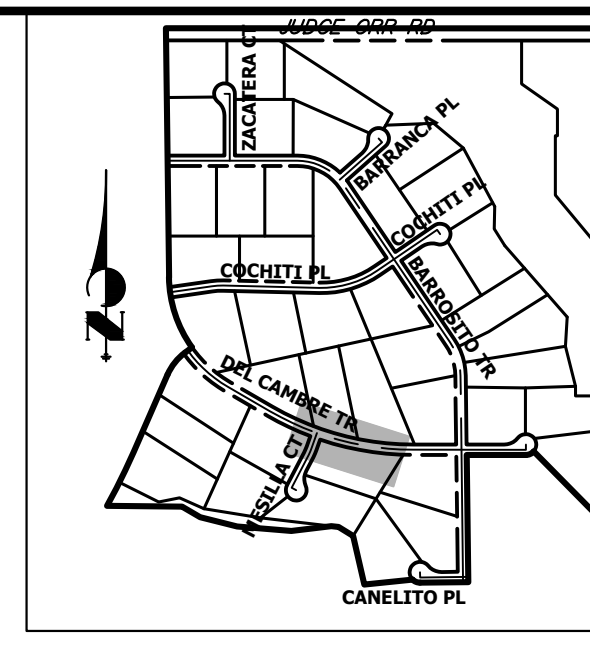 JUDGE ORR RD
ZACATERA CT
BARRANCA PL
COCHITI PL
COCHITI PL
BARROSITO TR
DEL CAMBRE TR
MESILLA CT
CANELITO PL
N